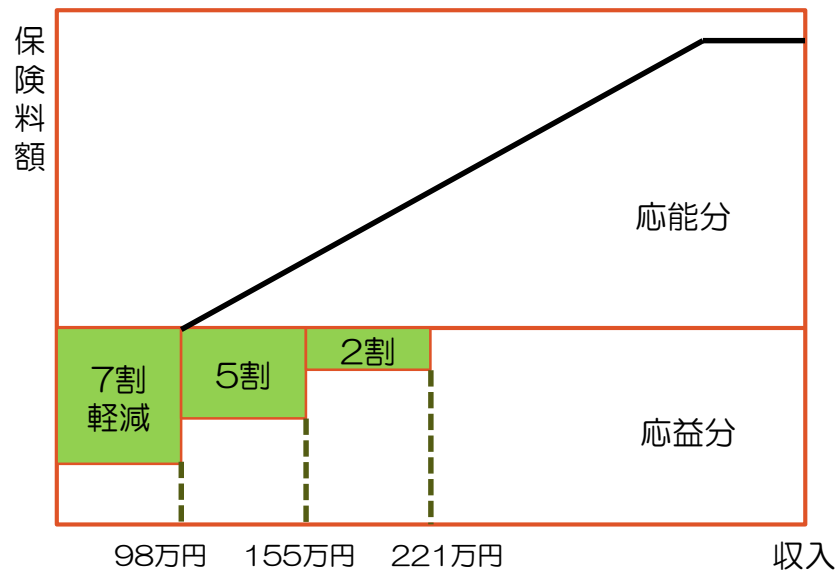 保険料額
応能分
7割
軽減
5割
2割
応益分
98万円
155万円
221万円
収入